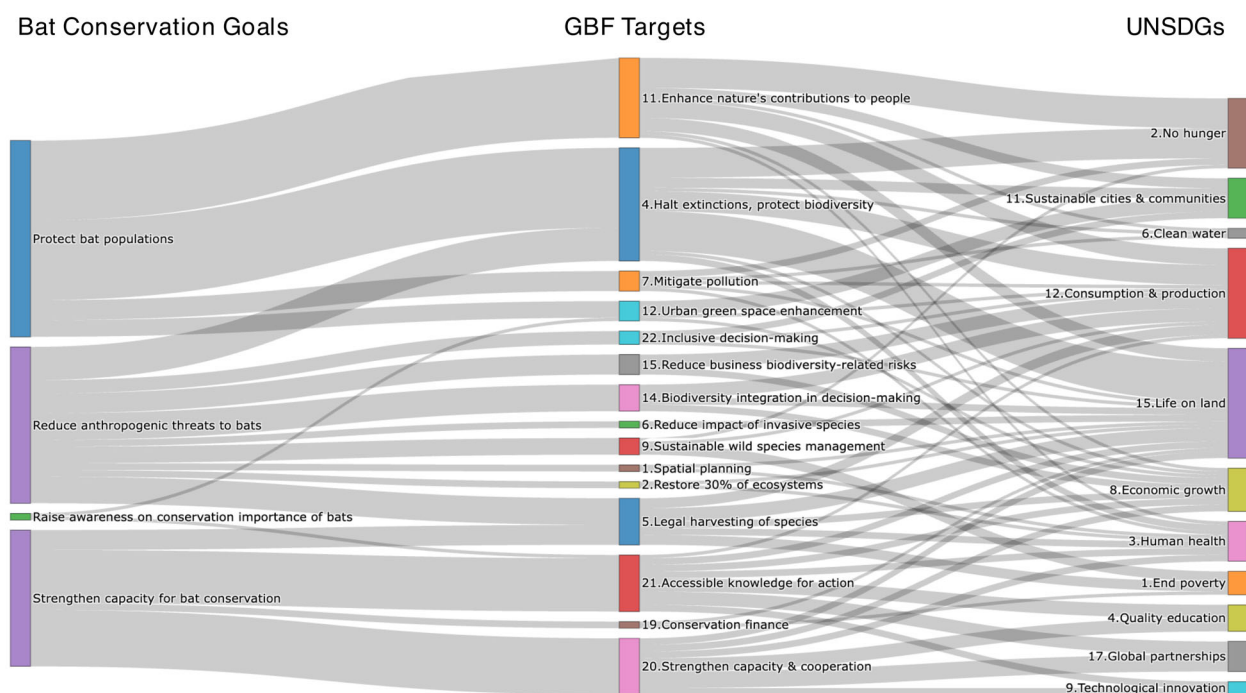 Bat Conservation Goals
GBF Targets
UNSDGs
Protect bat populations
Reduce anthropogenic threats to bats
Raise awareness on conservation importance of bats
Strengthen capacity for bat conservation
11.Enhance nature's contributions to people
4.Halt extinctions, protect biodiversity
7.Mitigate pollution
12.Urban green space enhancement
22.Inclusive decision-making
15.Reduce business biodiversity-related risks
14.Biodiversity integration in decision-making
6.Reduce impact of invasive species
9.Sustainable wild species management
1.Spatial planning
2.Restore 30% of ecosystems
5.Legal harvesting of species
21.Accessible knowledge for action
19.Conservation finance
20.Strengthen capacity & cooperation
2.No hunger
11.Sustainable cities & communities
6.Clean water
12.Consumption & production
15.Life on land
8.Economic growth
3.Human health
1.End poverty
4.Quality education
17.Global partnerships
9.Technological innovation